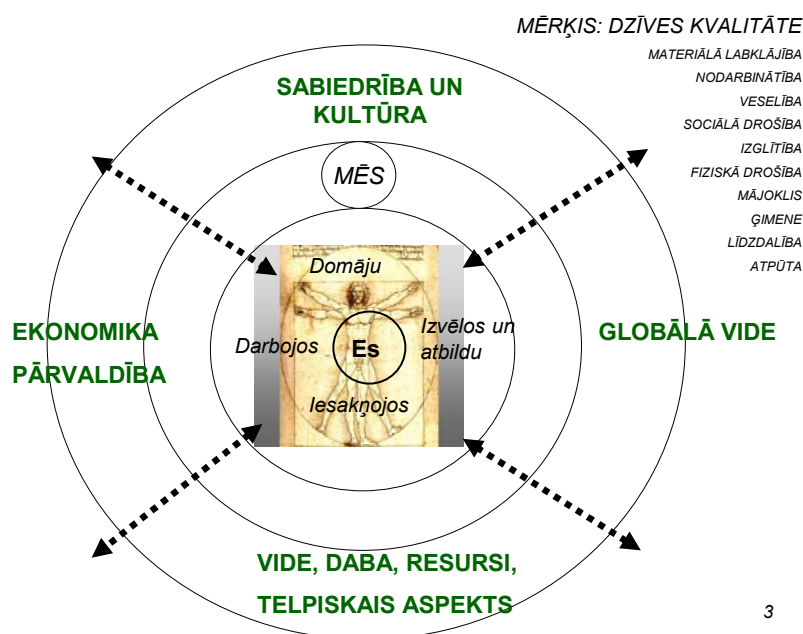 MĒRĶIS: DZĪVES KVALITĀTE
MATERIĀLĀ LABKLĀJĪBA
NODARBINĀTĪBA
VESELĪBA
SOCIĀLĀ DROŠĪBA
IZGLĪTĪBA
FIZISKĀ DROŠĪBA
MĀJOKLIS
ĢIMENE
LĪDZDALĪBA
ATPŪTA
SABIEDRĪBA UN
KULTŪRA
MĒS
Domāju
Darbojos
Es
Izvēlos un
atbildu
Iesakņojos
EKONOMIKA
PĀRVALDĪBA
GLOBĀLĀ VIDE
VIDE, DABA, RESURSI,
TELPISKAIS ASPEKTS
3